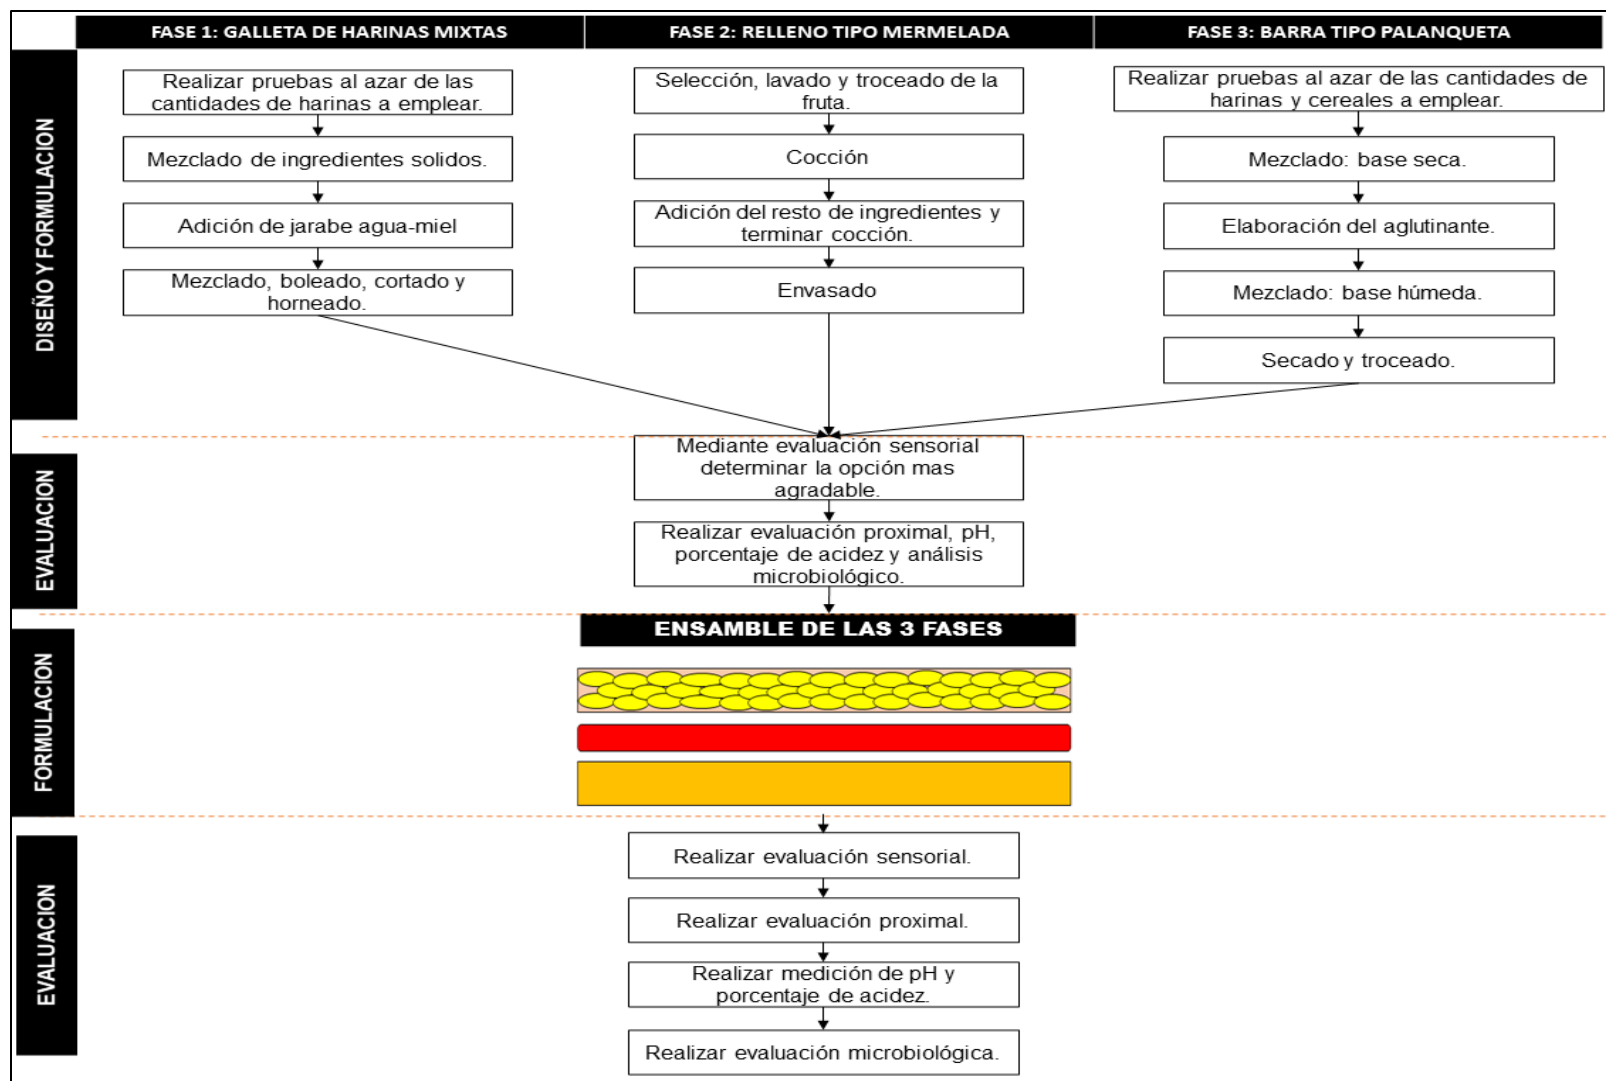 FASE 1: GALLETA DE HARINAS MIXTAS
FASE 2: RELLENO TIPO MERMELADA
FASE 3: BARRA TIPO PALANQUETA
DISEÑO Y FORMULACION
Realizar pruebas al azar de las
cantidades de harinas a emplear.
Mezclado de ingredientes solidos.
Adición de jarabe agua-miel
Mezclado, boleado, cortado y
horneado.
Selección, lavado y troceado de la
fruta.
Cocción
Adición del resto de ingredientes y
terminar cocción.
Envasado
Realizar pruebas al azar de las cantidades de
harinas y cereales a emplear.
Mezclado: base seca.
Elaboración del aglutinante.
Mezclado: base húmeda.
Secado y troceado.
EVALUACION
Mediante evaluación sensorial
determinar la opción mas
agradable.
Realizar evaluación proximal, pH,
porcentaje de acidez y análisis
microbiológico.
FORMULACION
ENSAMBLE DE LAS 3 FASES
EVALUACION
Realizar evaluación sensorial.
Realizar evaluación proximal.
Realizar medición de pH y
porcentaje de acidez.
Realizar evaluación microbiológica.